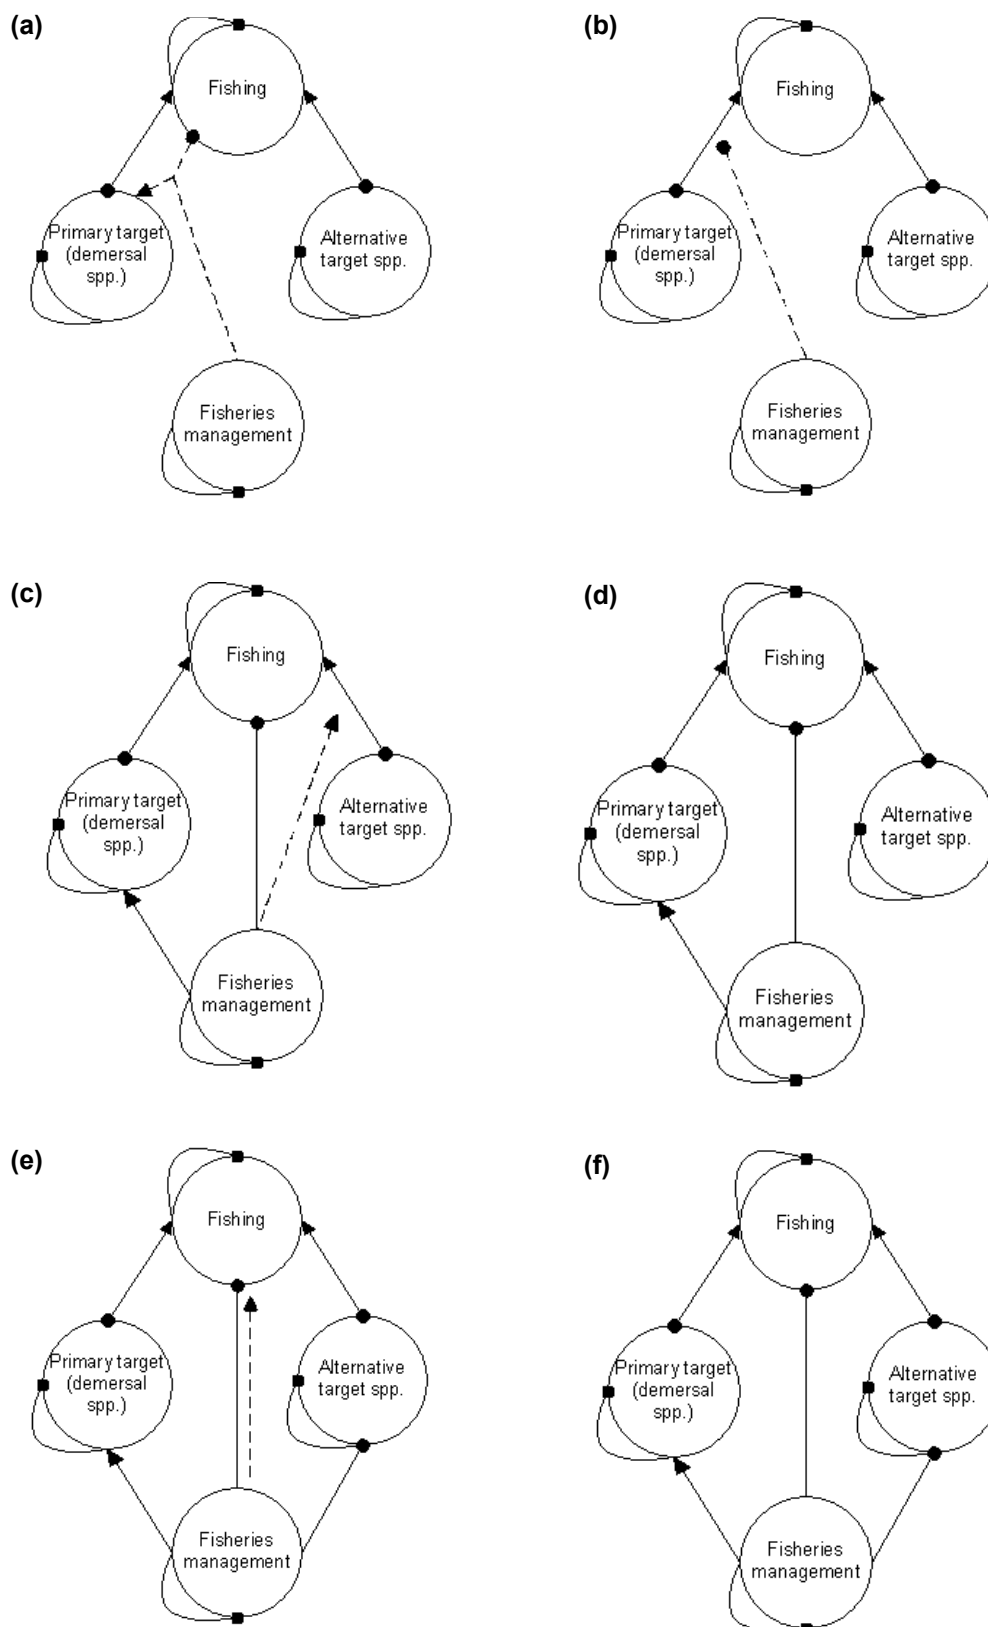 (a)
Fishing
Primary target
(demersal
spp.)
Alternative
target spp.
Fisheries
management
(b)
Fishing
Primary target
(demersal
spp.)
Alternative
target spp.
Fisheries
management
(c)
Fishing
Primary target
(demersal
spp.)
Alternative
target spp.
Fisheries
management
(d)
Fishing
Primary target
(demersal
spp.)
Alternative
target spp.
Fisheries
management
(e)
Fishing
Primary target
(demersal
spp.)
Alternative
target spp.
Fisheries
management
(f)
Fishing
Primary target
(demersal
spp.)
Alternative
target spp.
Fisheries
management